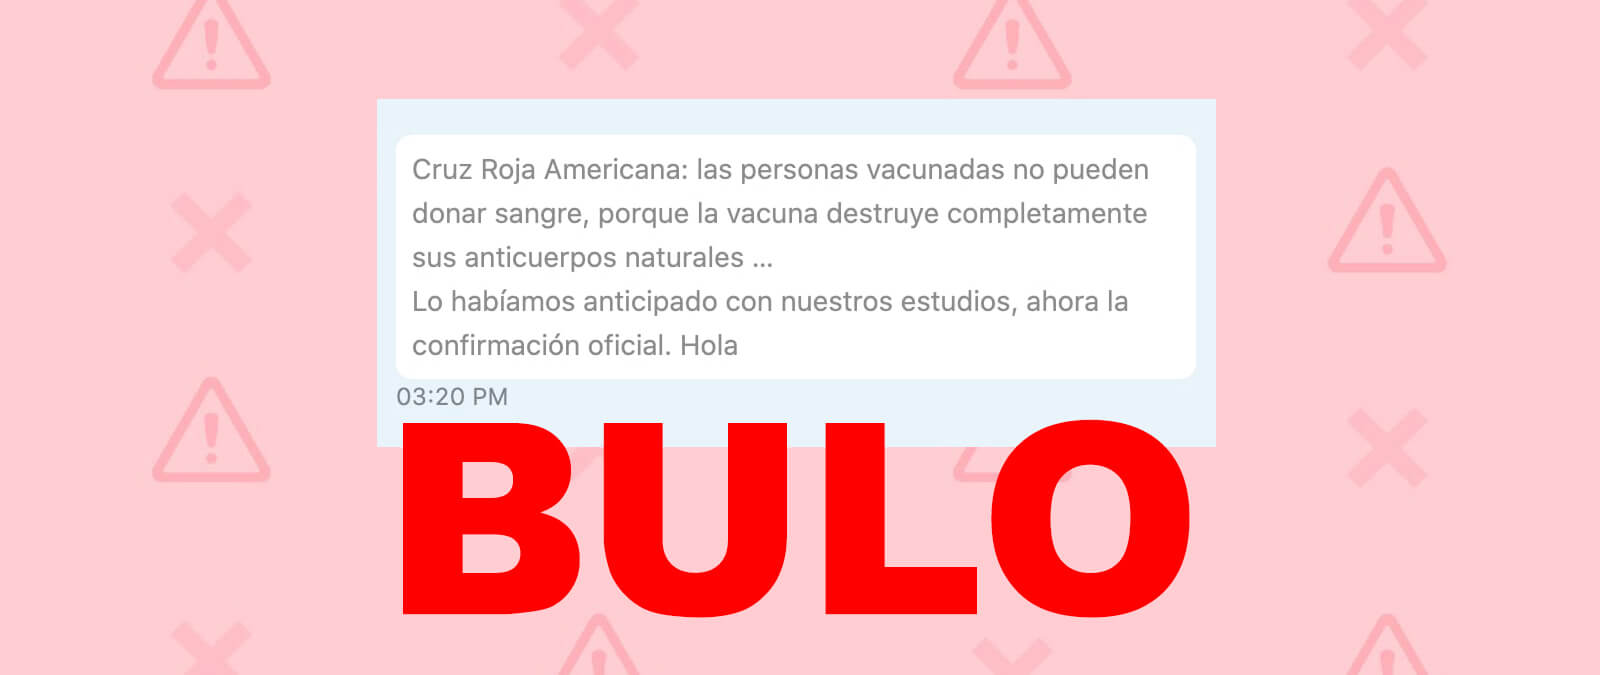 Cruz Roja Americana: las personas vacunadas no pueden
donar sangre, porque la vacuna destruye completamente
sus anticuerpos naturales ...
Lo habíamos anticipado con nuestros estudios, ahora la
confirmación oficial. Hola
03:20 PM
BULO